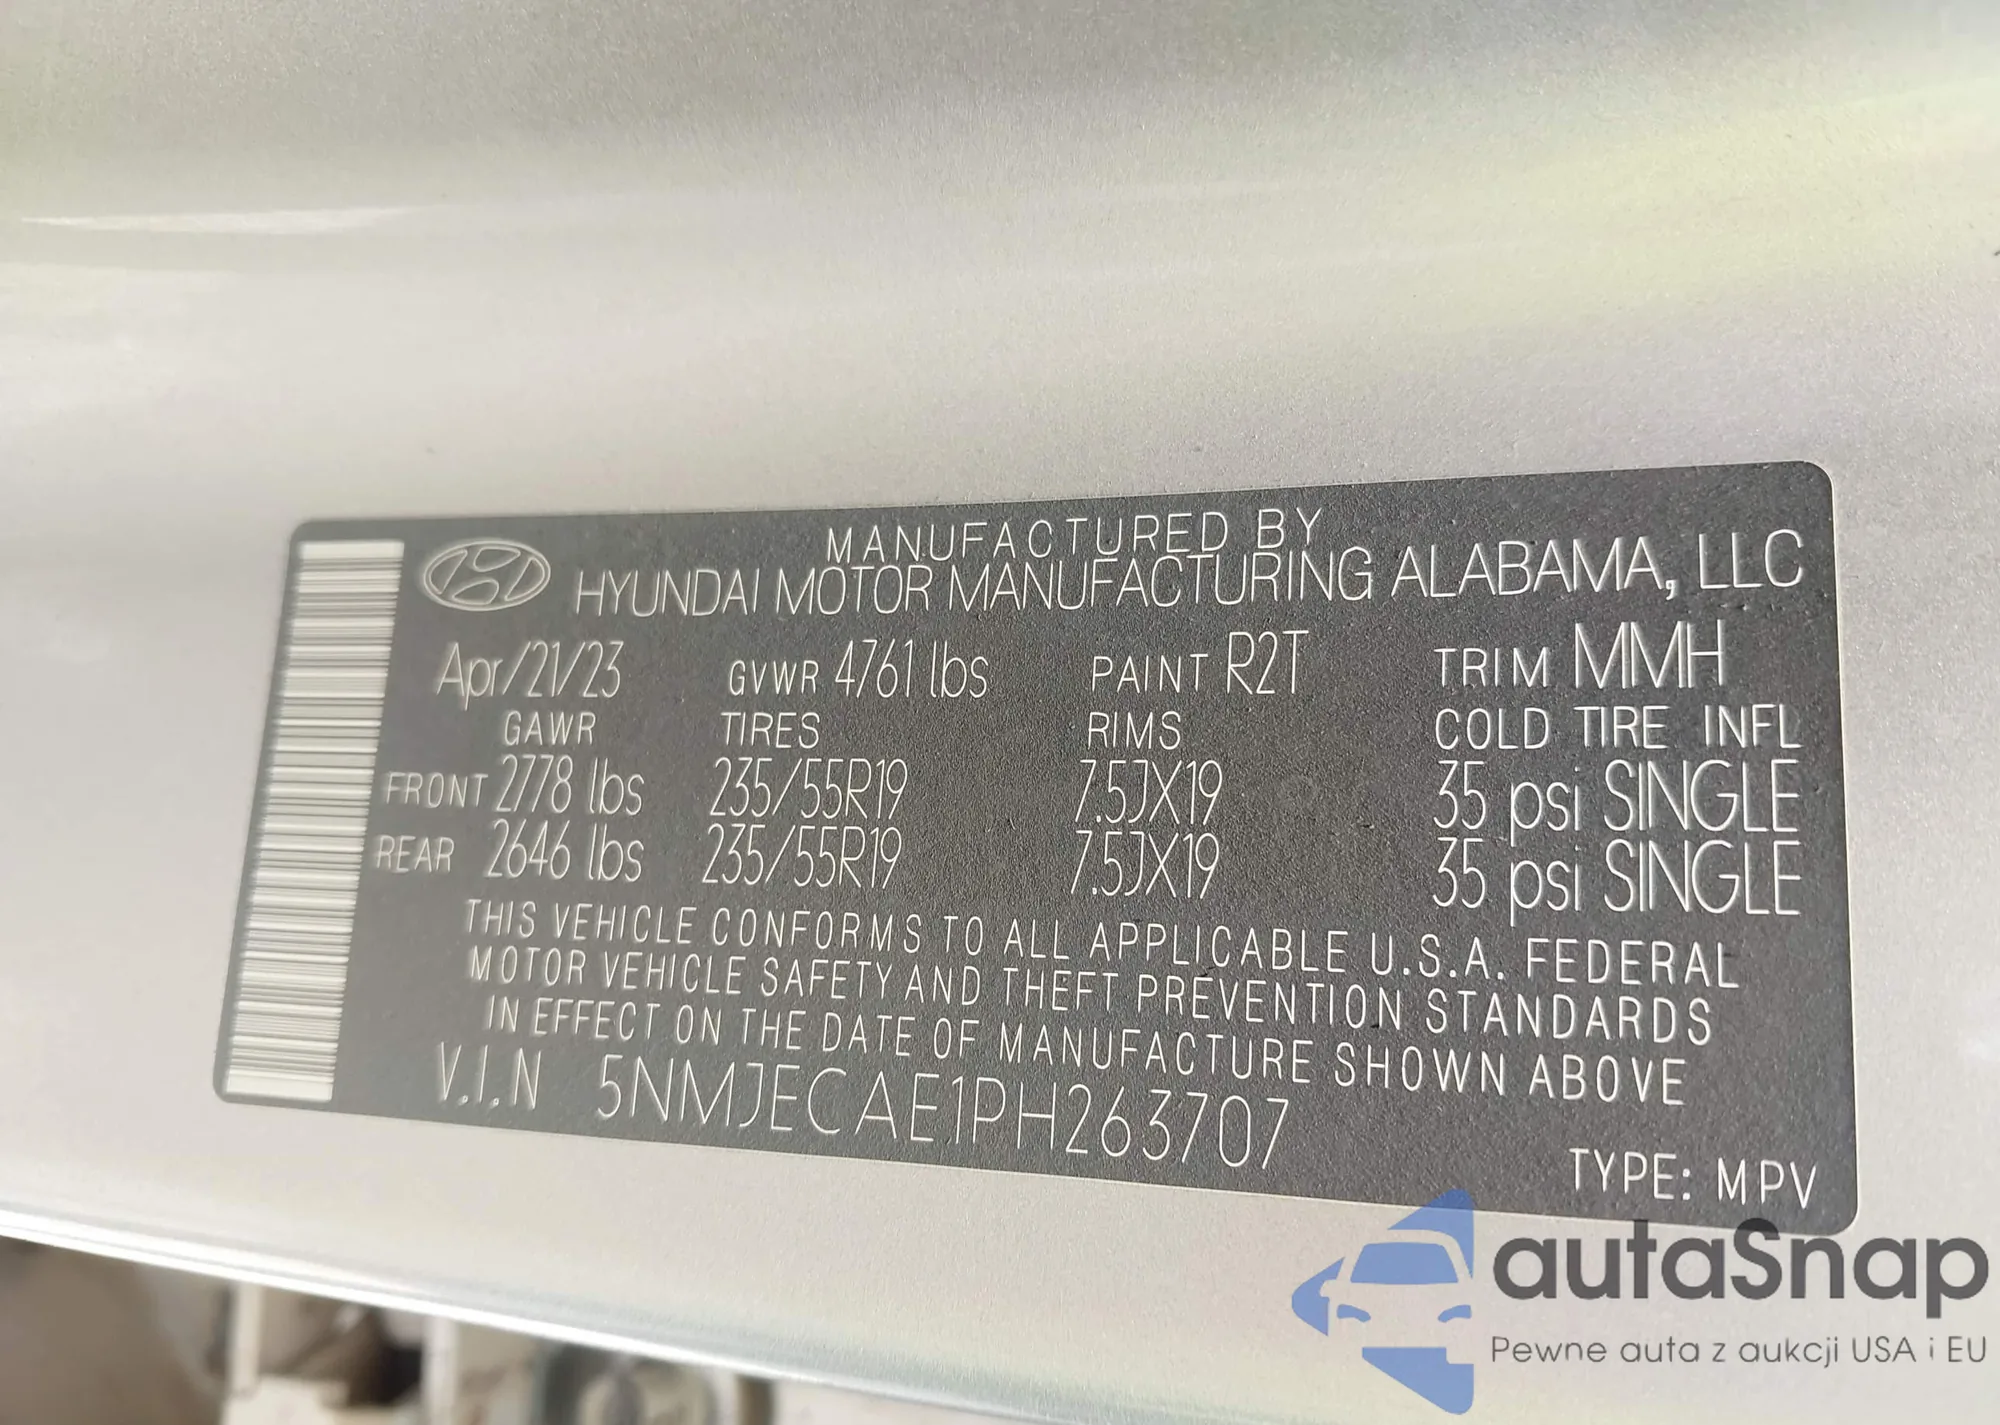 MANUFACTURED BY
HYUNDAI MOTOR MANUFACTURING ALABAMA, LLC
Apr/21/23 GVWR 4761 lbs PAINT R2T TRIM MMH
GAWR TIRES RIMS COLD TIRE INFL
FRONT 2778 lbs 235/55R19 7.5JX19 35 psi SINGLE
REAR 2646 lbs 235/55R19 7.5JX19 35 psi SINGLE
THIS VEHICLE CONFORMS TO ALL APPLICABLE U.S.A. FEDERAL
MOTOR VEHICLE SAFETY AND THEFT PREVENTION STANDARDS
IN EFFECT ON THE DATE OF MANUFACTURE SHOWN ABOVE
V.I.N 5NMJECAE1PH263707
TYPE: MPV
autaSnap
Pewne auta z aukcji USA i EU